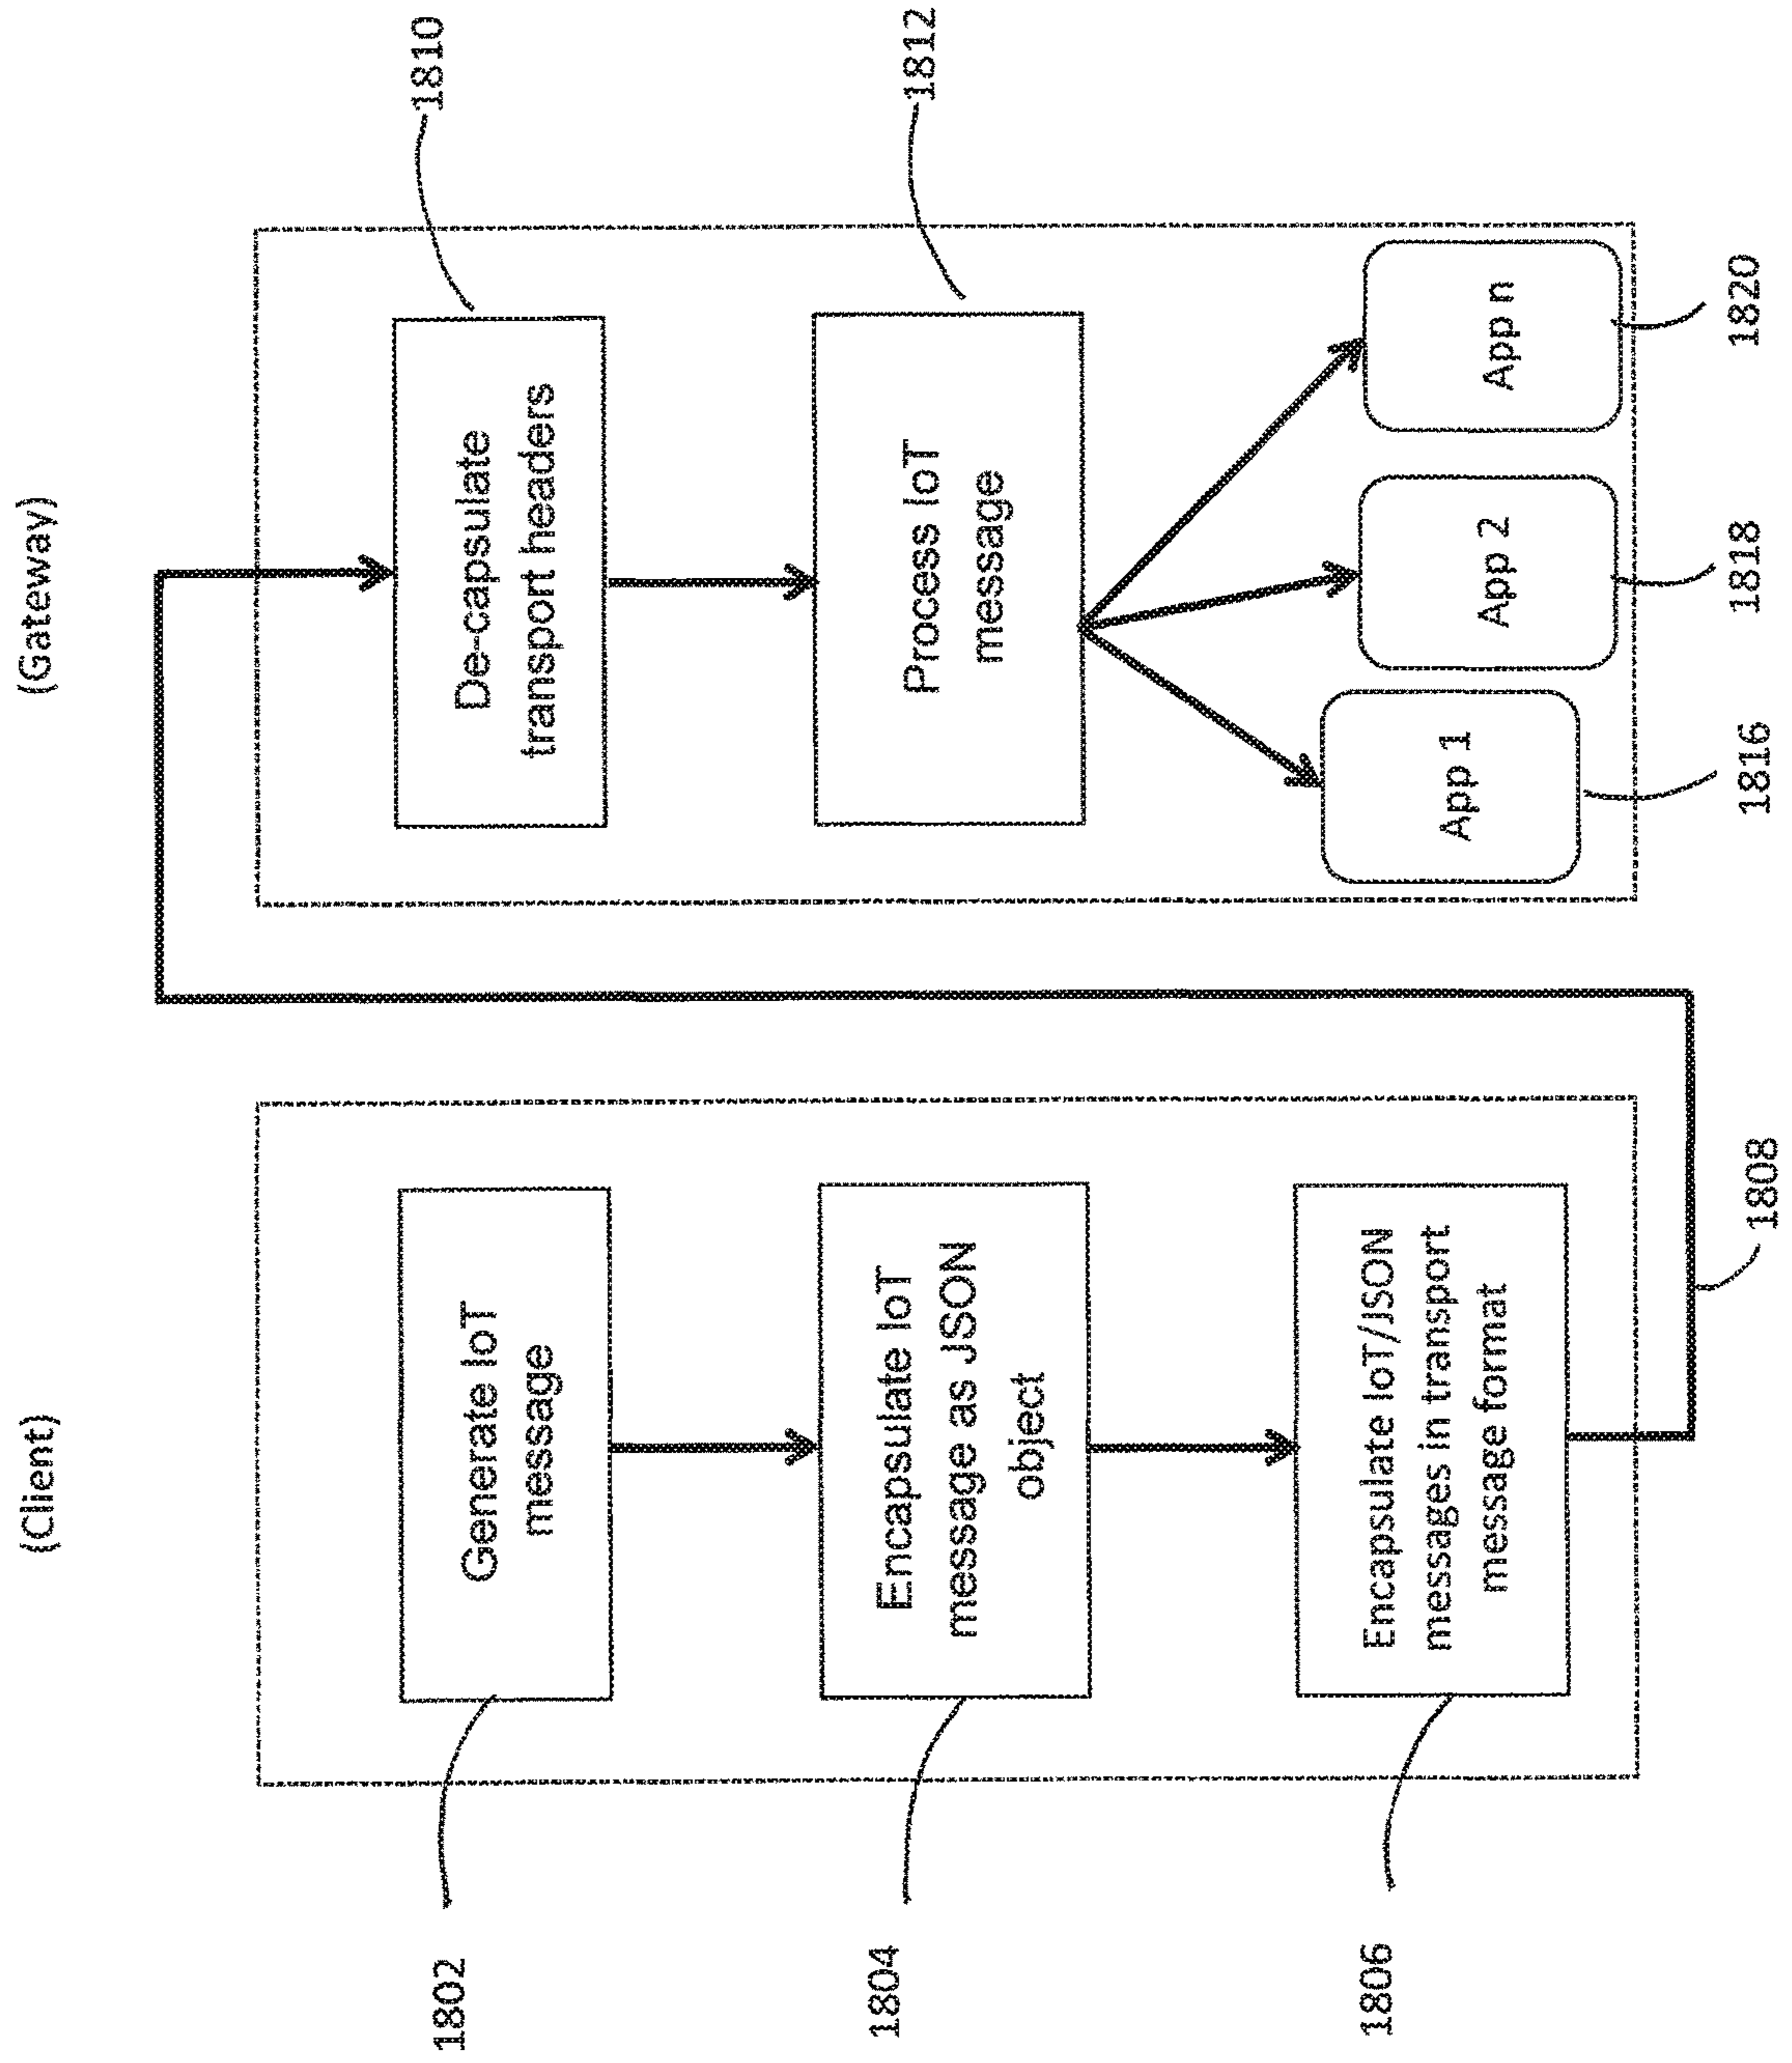 (Client)
1802
Generate IoT
message
1804
Encapsulate IoT
message as JSON
object
1806
Encapsulate IoT/JSON
messages in transport
message format
1808
(Gateway)
De-capsulate
transport headers
1810
Process IoT
message
1812
App 1
App 2
App n
1816
1818
1820